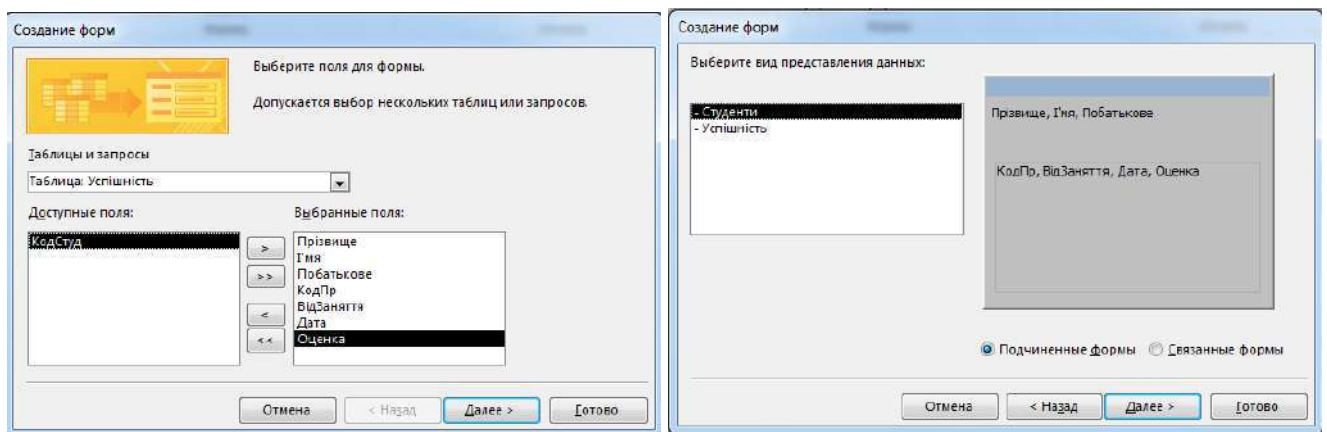 Создание форм
Выберите поля для формы.
Допускается выбор нескольких таблиц или запросов.
Таблицы и запросы
Таблица: Успішність
Доступные поля:
Выбранные поля:
КодСтуд
>
>>
<
<<
Прізвище
І'мя
Побатькове
КодПр
ВідЗаняття
Дата
Оценка
Отмена
< Назад
Далее >
Готово
Создание форм
Выберите вид представления данных:
- Студенти
- Успішність
Прізвище, І'мя, Побатькове
КодПр, ВідЗаняття, Дата, Оценка
Подчиненные формы
Связанные формы
Отмена
< Назад
Далее >
Готово